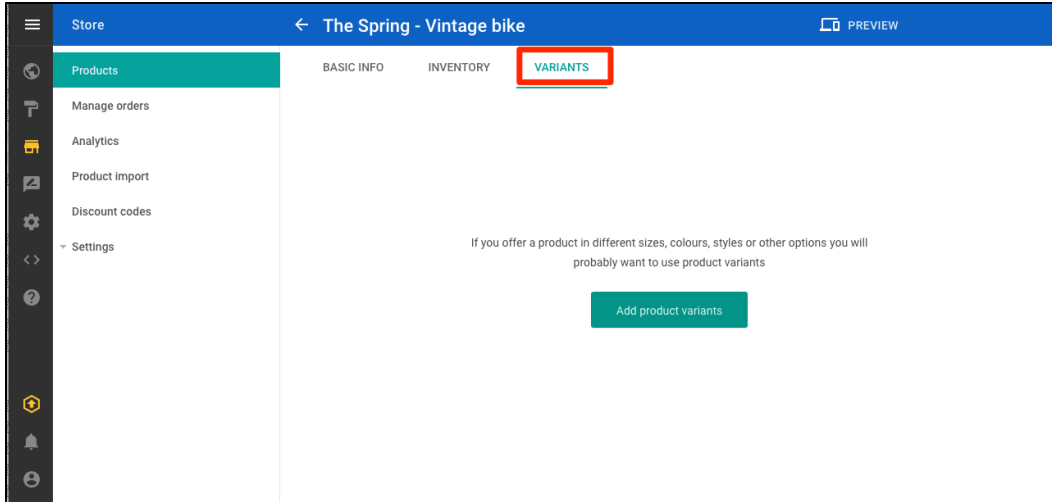 Store
The Spring - Vintage bike
PREVIEW
Products
Manage orders
Analytics
Product import
Discount codes
Settings
BASIC INFO
INVENTORY
VARIANTS
If you offer a product in different sizes, colours, styles or other options you will
probably want to use product variants
Add product variants